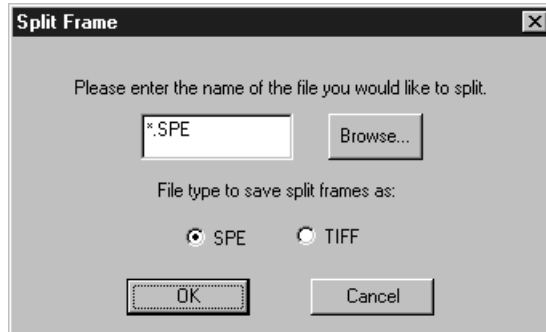 Split Frame
Please enter the name of the file you would like to split.
*.SPE
Browse...
File type to save split frames as:
SPE
TIFF
OK
Cancel